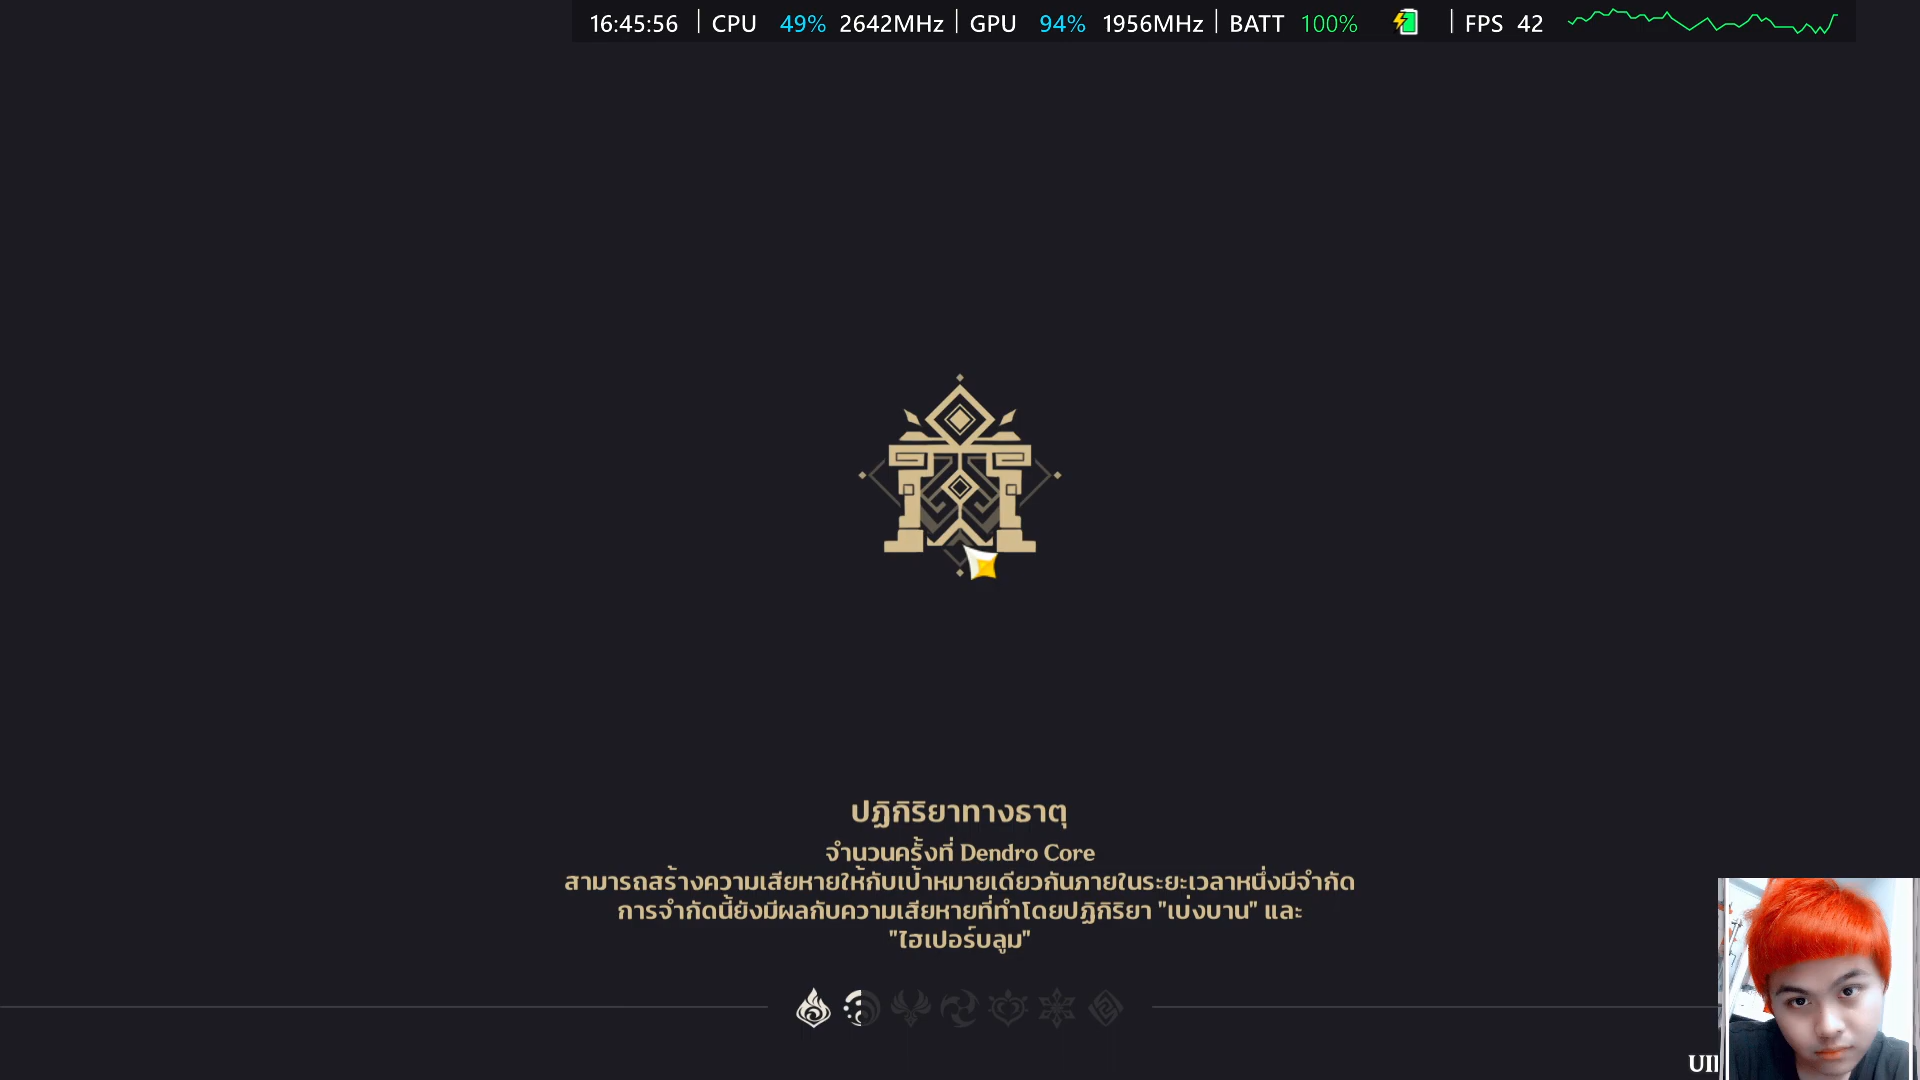 16:45:56 | CPU 49% 2642MHz | GPU 94% 1956MHz | BATT 100% | FPS 42
ปฏิกิริยาทางธาตุ
จำนวนครั้งที่ Dendro Core
สามารถสร้างความเสียหายให้กับเป้าหมายเดียวกันภายในระยะเวลาหนึ่งมีจำกัด
การจำกัดนี้ยังมีผลกับความเสียหายที่ทำโดยปฏิกิริยา "เบ่งบาน" และ
"ไฮเปอร์บลูม"